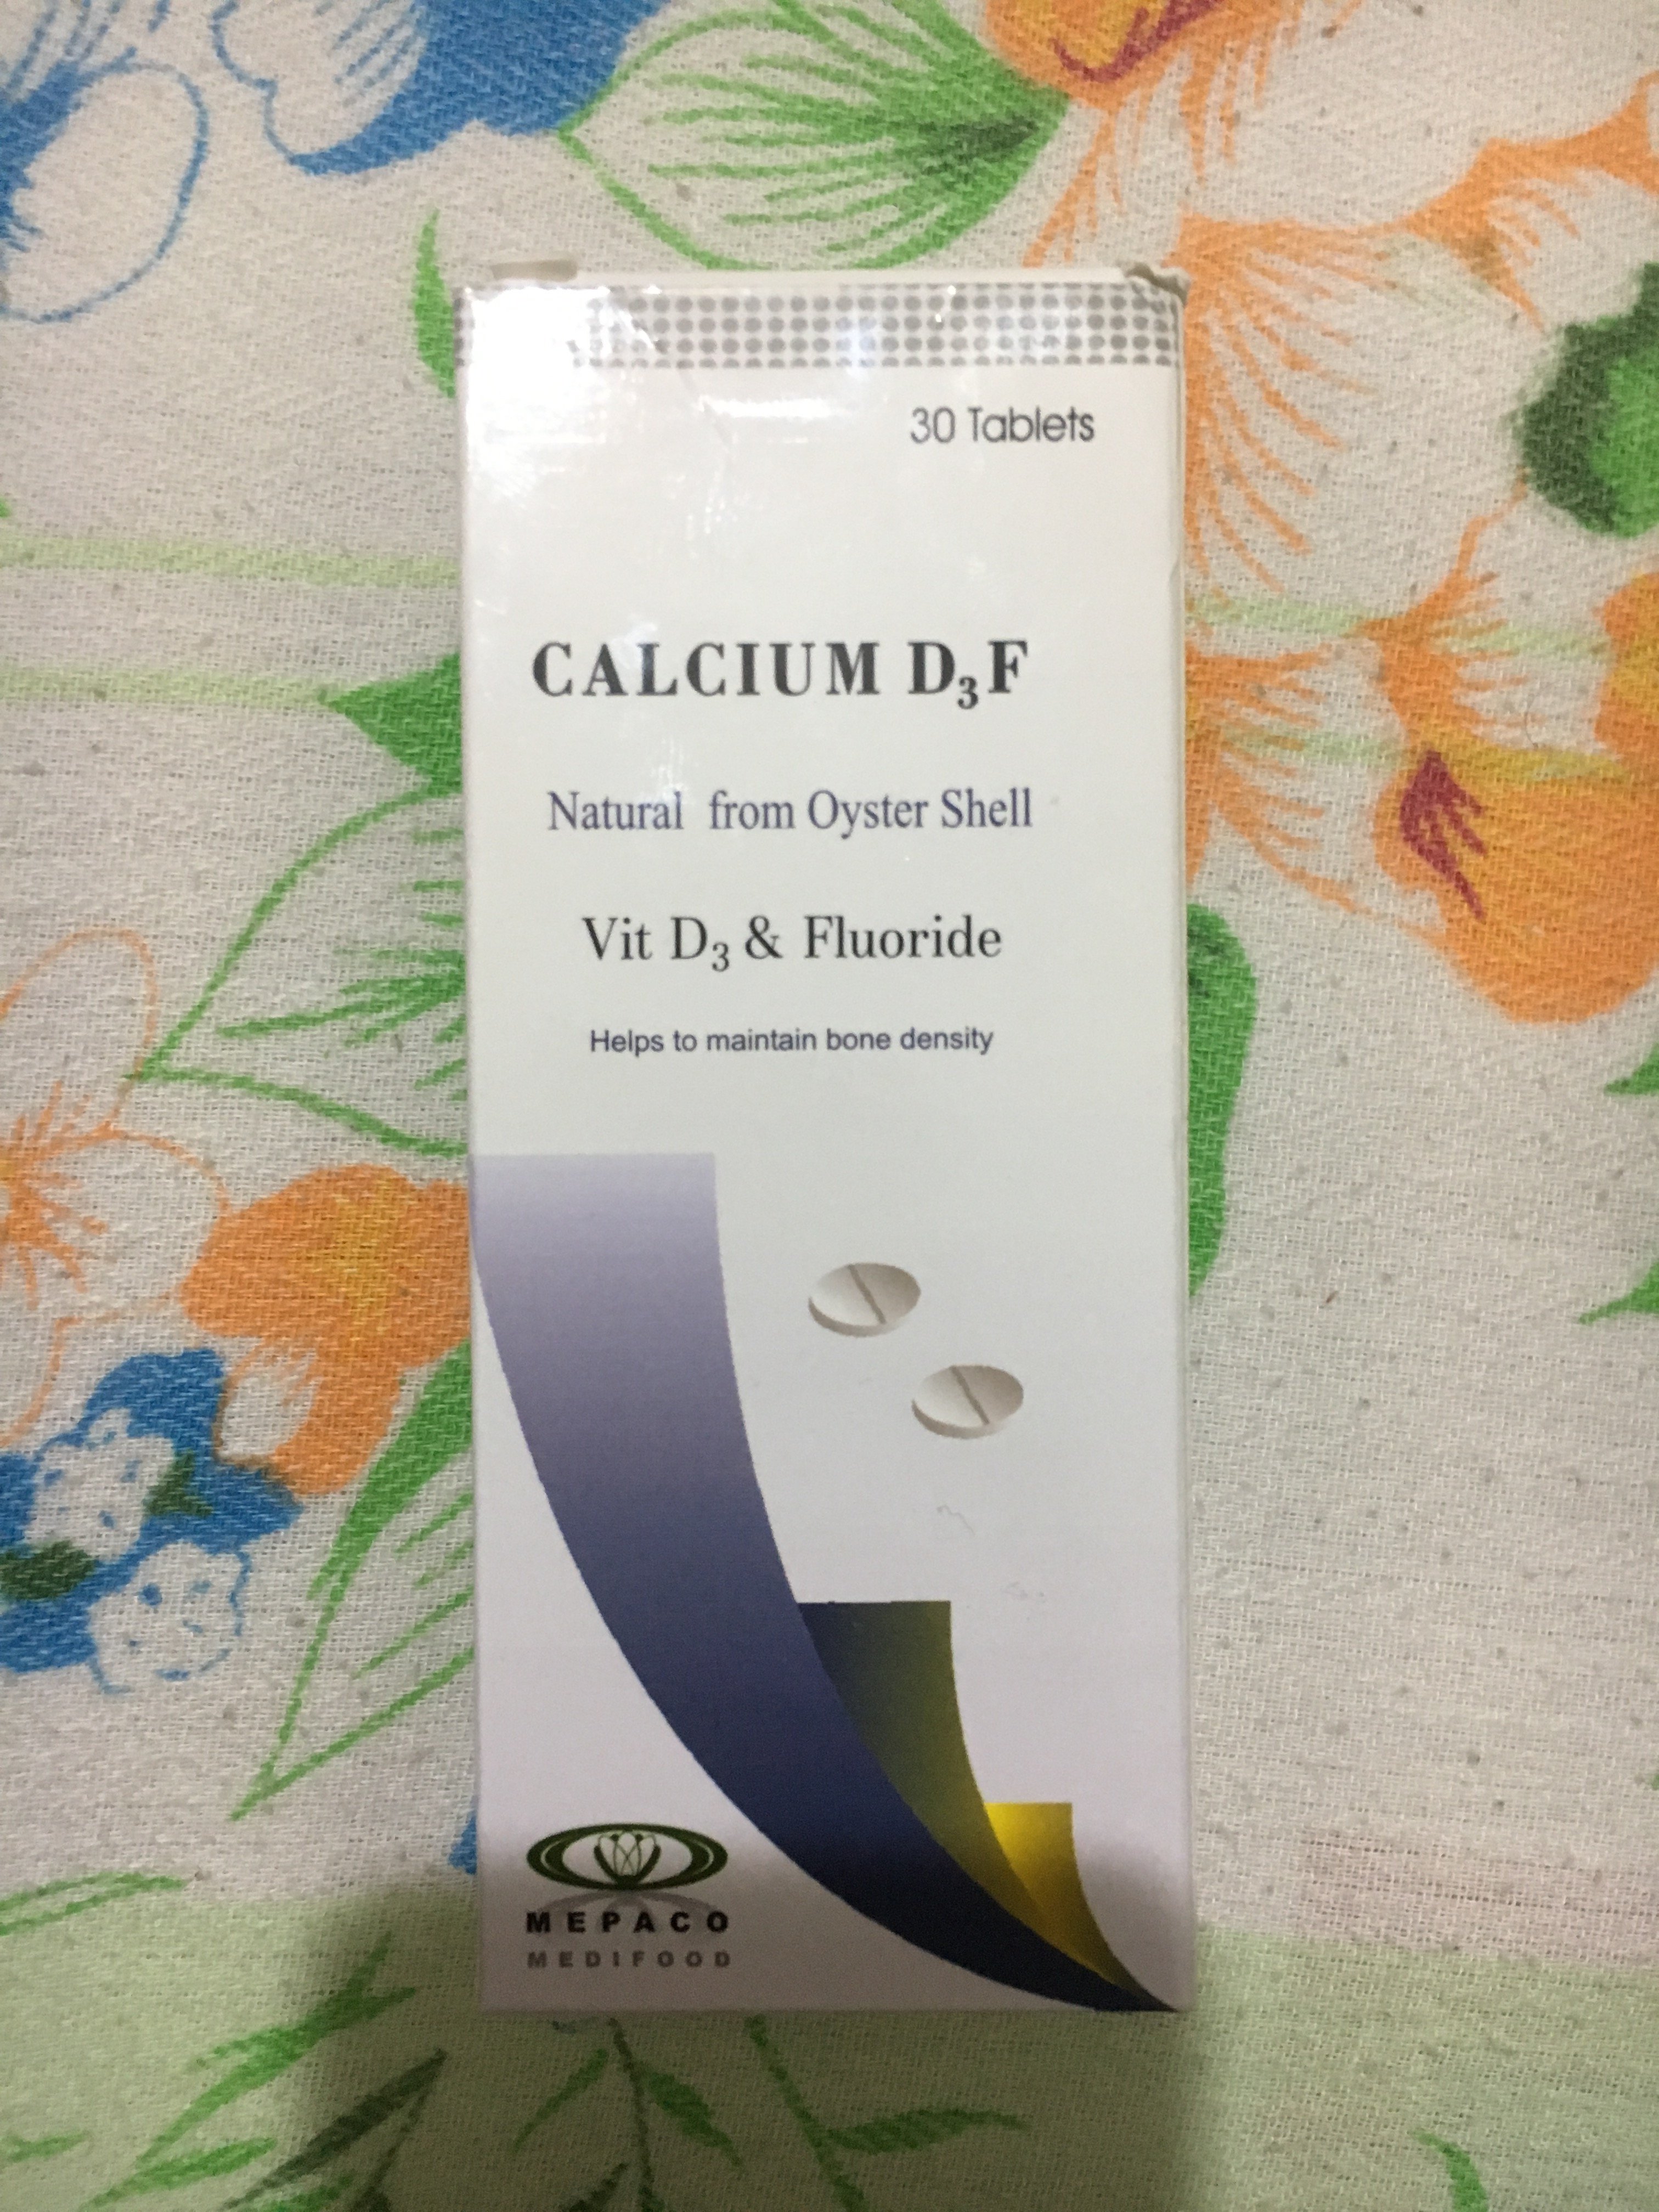 30 Tablets
CALCIUM D₃F
Natural from Oyster Shell
Vit D₃ & Fluoride
Helps to maintain bone density
MEPACO
MEDIFOOD